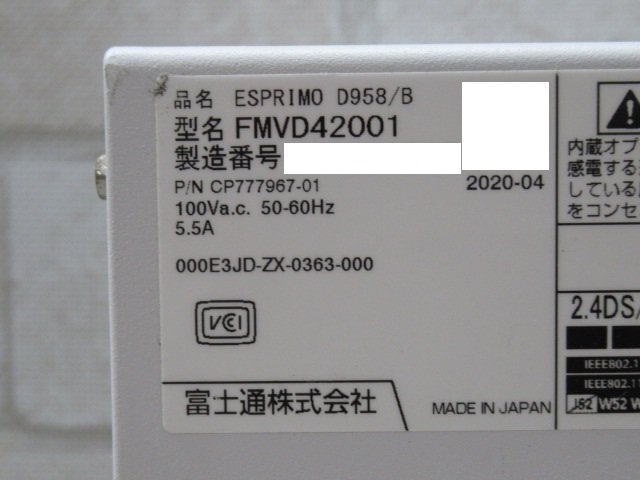 品名 ESPRIMO D958/B
型名 FMVD42001
製造番号
P/N CP777967-01
2020-04
100Va.c. 50-60Hz
5.5A
000E3JD-ZX-0363-000
VCI
富士通株式会社
MADE IN JAPAN
内蔵オプ
感電する
している
をコンセ
2.4DS/
IEEE802.1
IEEE802.11
J52 W52 W